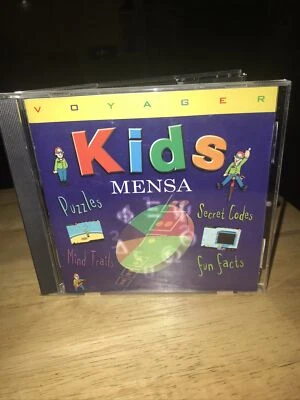 VOYAGER
Kids
MENSA
Puzzles
Secret Codes
Mind Trails
fun facts